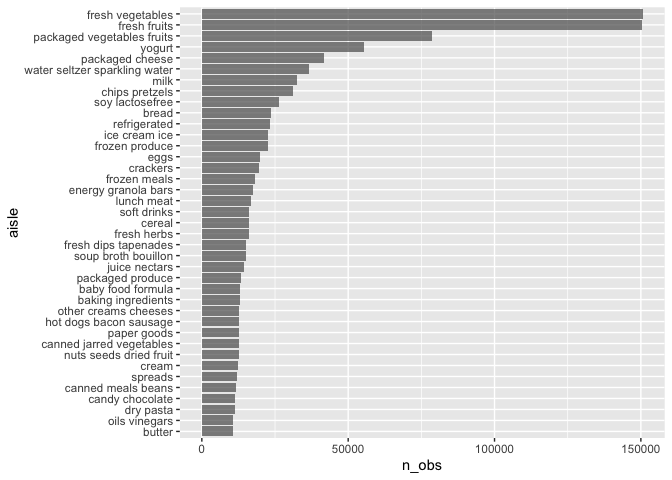 fresh vegetables
fresh fruits
packaged vegetables fruits
yogurt
packaged cheese
water seltzer sparkling water
milk
chips pretzels
soy lactosefree
bread
refrigerated
ice cream ice
frozen produce
eggs
crackers
frozen meals
energy granola bars
lunch meat
soft drinks
cereal
fresh herbs
fresh dips tapenades
soup broth bouillon
juice nectars
packaged produce
baby food formula
baking ingredients
other creams cheeses
hot dogs bacon sausage
paper goods
canned jarred vegetables
nuts seeds dried fruit
cream
spreads
canned meals beans
candy chocolate
dry pasta
oils vinegars
butter
aisle
0 50000 100000 150000
n_obs